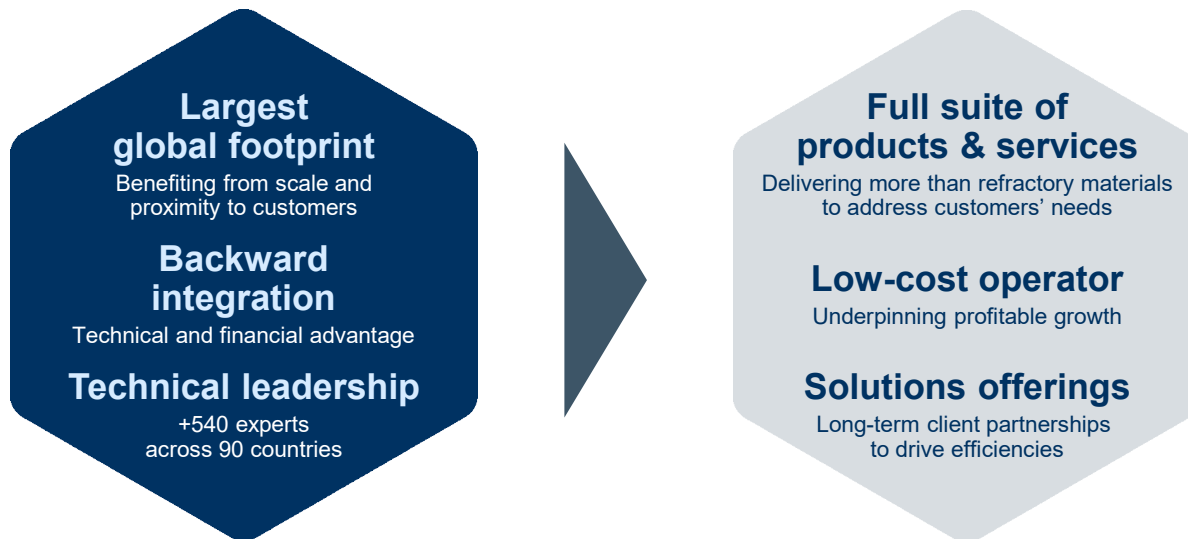 Largest
global footprint
Benefiting from scale and
proximity to customers
Backward
integration
Technical and financial advantage
Technical leadership
+540 experts
across 90 countries
Full suite of
products & services
Delivering more than refractory materials
to address customers’ needs
Low-cost operator
Underpinning profitable growth
Solutions offerings
Long-term client partnerships
to drive efficiencies